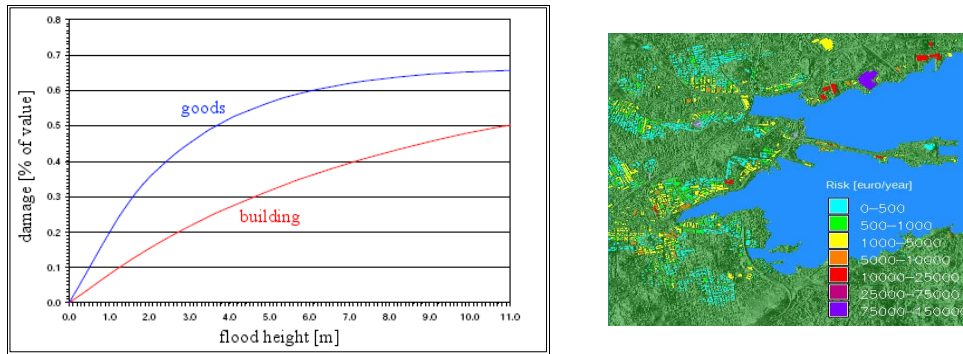 0.8
0.7
0.6
0.5
0.4
0.3
0.2
0.1
0.0
damage [% of value]
goods
building
0.0 1.0 2.0 3.0 4.0 5.0 6.0 7.0 8.0 9.0 10.0 11.0
flood height [m]
Risk [euro/year]
0-500
500-1000
1000-5000
5000-10000
10000-25000
25000-75000
75000-150000